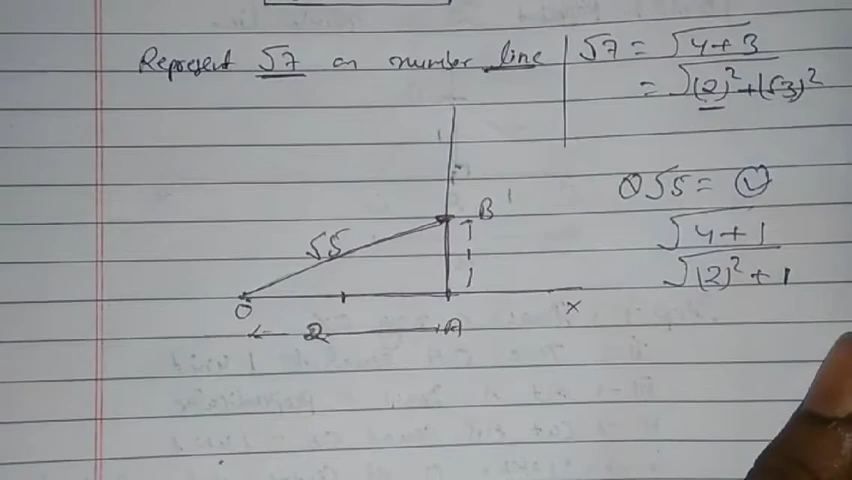 Represent √7 on number line
√7 = √4+3
= √(2)² + (√3)²
√5 =
√4+1
√(2)² + 1
B
√5
1
O
2
A
x